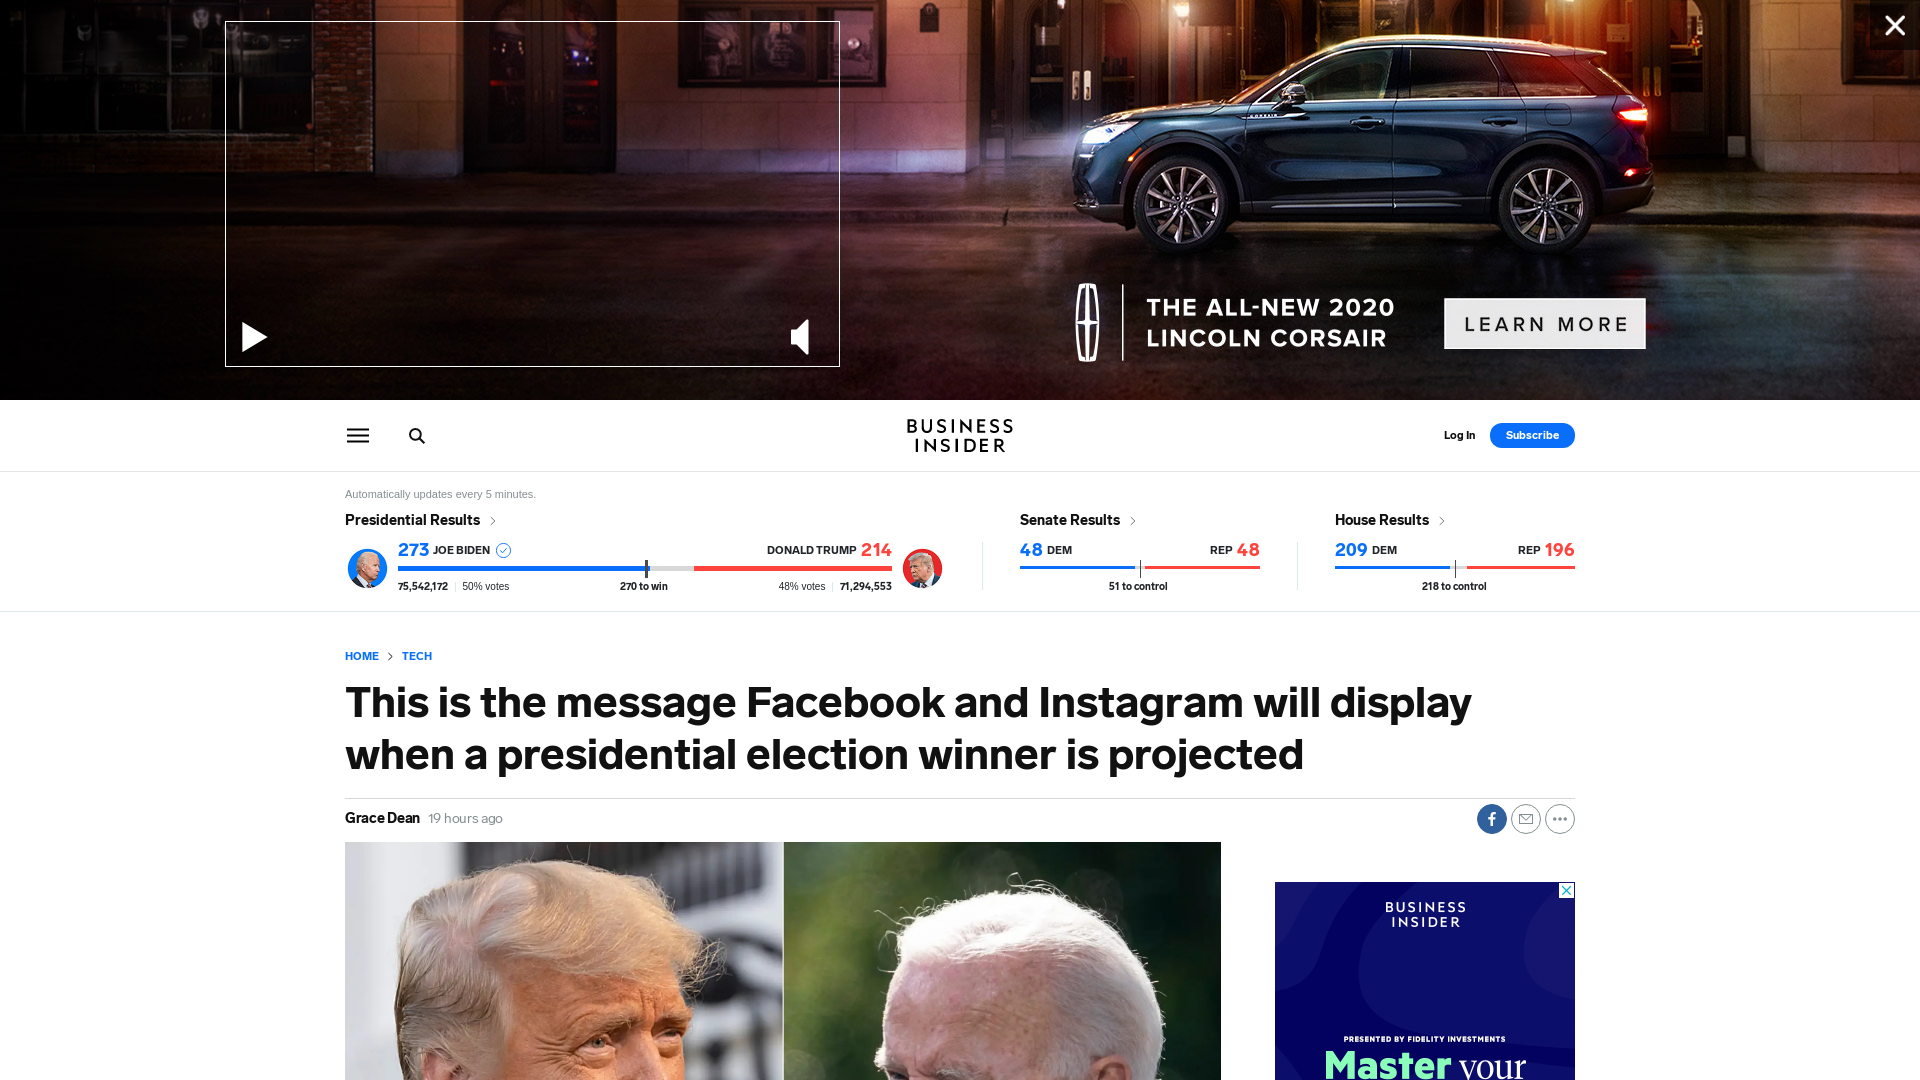 THE ALL-NEW 2020
LINCOLN CORSAIR
LEARN MORE
BUSINESS
INSIDER
Log In
Subscribe
Automatically updates every 5 minutes.
Presidential Results
273 JOE BIDEN
DONALD TRUMP 214
75,542,172 50% votes
270 to win
48% votes 71,294,553
Senate Results
48 DEM
REP 48
51 to control
House Results
209 DEM
REP 196
218 to control
HOME > TECH
This is the message Facebook and Instagram will display
when a presidential election winner is projected
Grace Dean 19 hours ago
BUSINESS
INSIDER
PRESENTED BY FIDELITY INVESTMENTS
Master your